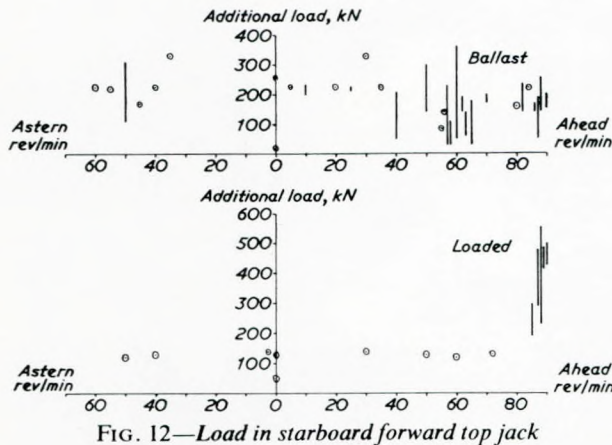 Additional load, kN
400
Ballast
300
200
Astern
rev/min
100
Ahead
rev/min
60 40 20 0 20 40 60 80
Additional load, kN
600
500
Loaded
400
300
200
Astern
rev/min
100
Ahead
rev/min
60 40 20 0 20 40 60 80
FIG. 12—Load in starboard forward top jack